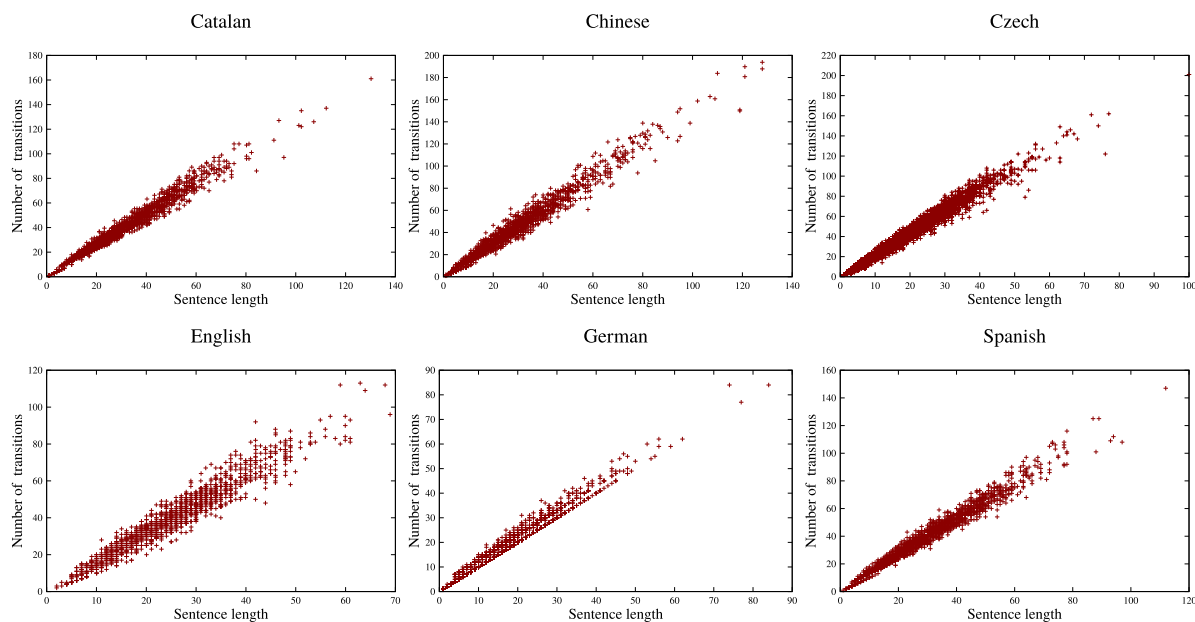 Catalan
Number of transitions
180
160
140
120
100
80
60
40
20
0
0 20 40 60 80 100 120 140
Sentence length
Chinese
Number of transitions
200
180
160
140
120
100
80
60
40
20
0
0 20 40 60 80 100 120 140
Sentence length
Czech
Number of transitions
220
200
180
160
140
120
100
80
60
40
20
0
0 10 20 30 40 50 60 70 80 90 100
Sentence length
English
Number of transitions
120
100
80
60
40
20
0
0 10 20 30 40 50 60 70
Sentence length
German
Number of transitions
90
80
70
60
50
40
30
20
10
0
0 10 20 30 40 50 60 70 80 90
Sentence length
Spanish
Number of transitions
160
140
120
100
80
60
40
20
0
0 20 40 60 80 100 120
Sentence length